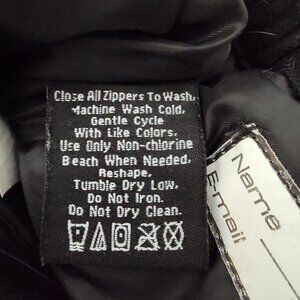 Close All Zippers To Wash,
Machine Wash Cold,
Gentle Cycle
With Like Colors,
Use Only Non-chlorine
Beach When Needed,
Reshape,
Tumble Dry Low,
Do Not Iron.
Do Not Dry Clean.
Name
E.mail